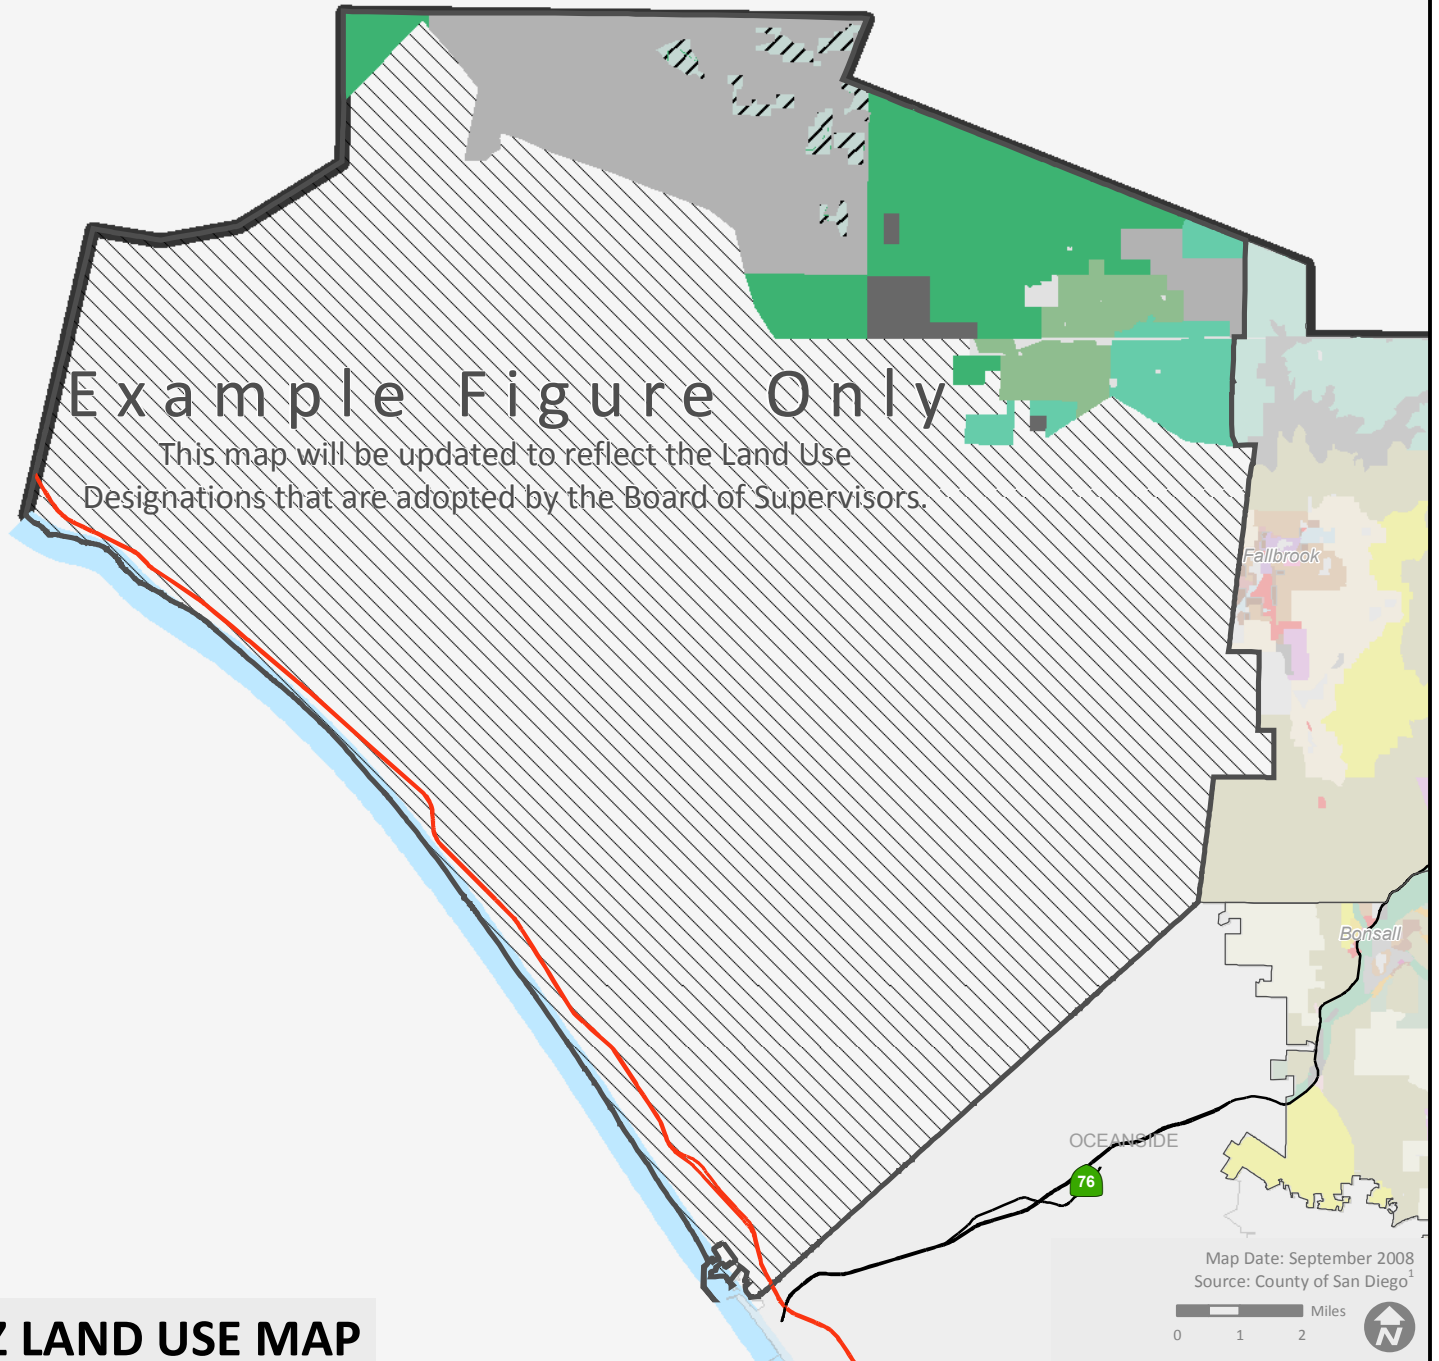 Example Figure Only
This map will be updated to reflect the Land Use
Designations that are adopted by the Board of Supervisors.
Fallbrook
Bonsall
OCEANSIDE
76
Map Date: September 2008
Source: County of San Diego1
Miles
0 1 2
N
Z LAND USE MAP